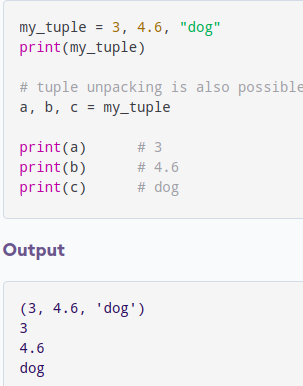 my_tuple = 3, 4.6, "dog"
print(my_tuple)
# tuple unpacking is also possible
a, b, c = my_tuple
print(a)      # 3
print(b)      # 4.6
print(c)      # dog
Output
(3, 4.6, 'dog')
3
4.6
dog